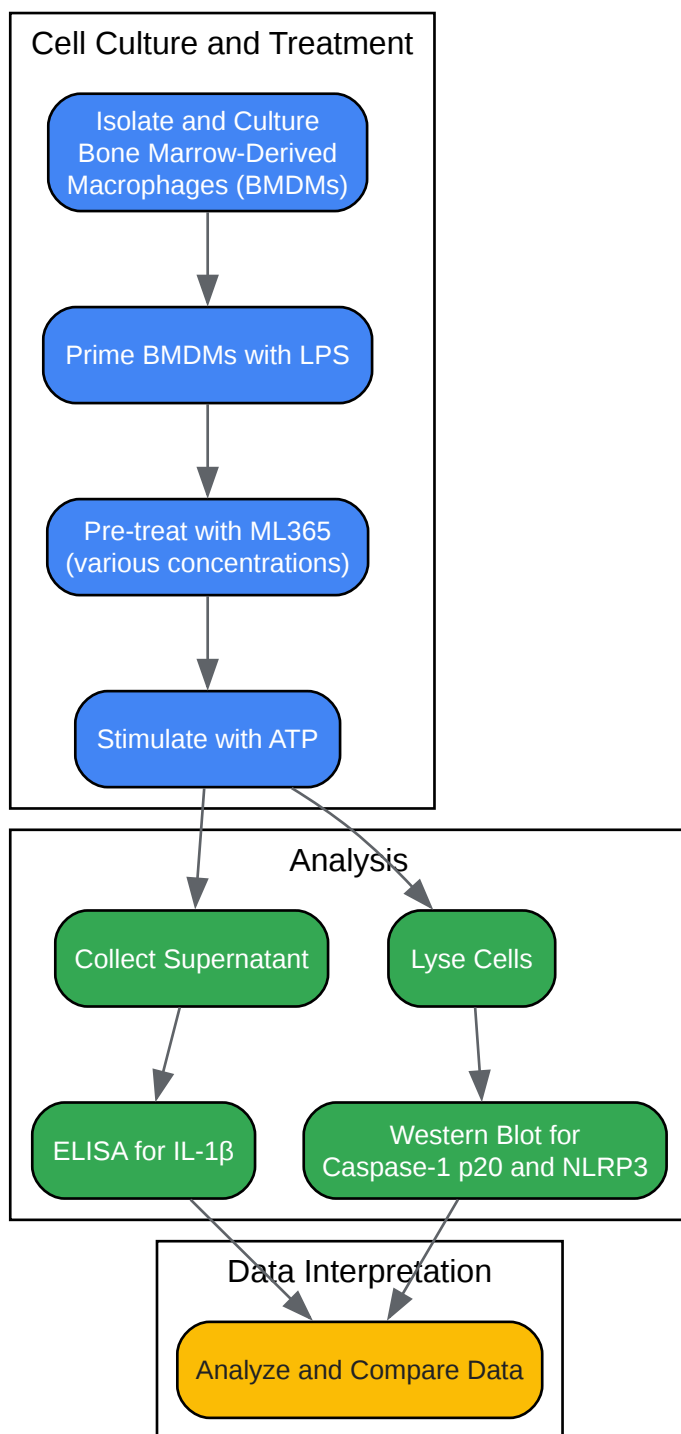 Cell Culture and Treatment
Isolate and Culture
Bone Marrow-Derived
Macrophages (BMDMs)
Prime BMDMs with LPS
Pre-treat with ML365
(various concentrations)
Stimulate with ATP
Analysis
Collect Supernatant
Lyse Cells
ELISA for IL-1β
Western Blot for
Caspase-1 p20 and NLRP3
Data Interpretation
Analyze and Compare Data